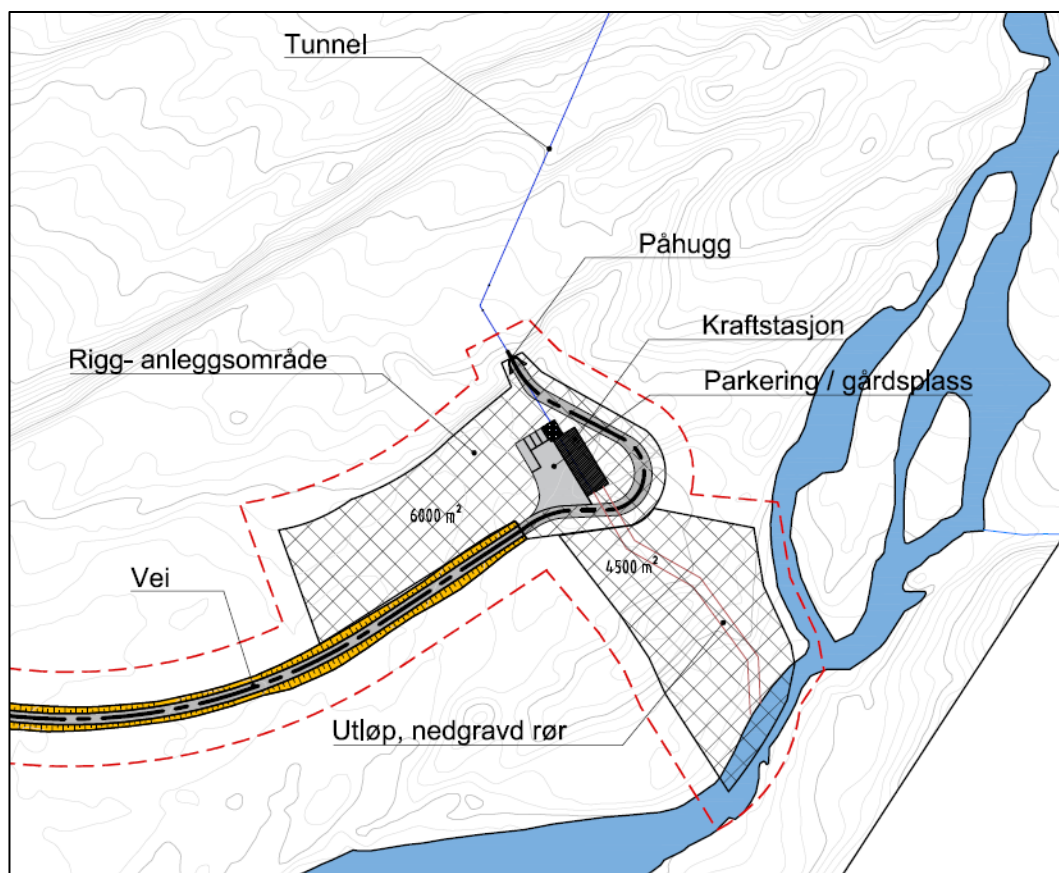 Tunnel
Påhugg
Kraftstasjon
Rigg- anleggsområde
Parkering / gårdsplass
6000 m²
4500 m²
Vei
Utløp, nedgravd rør